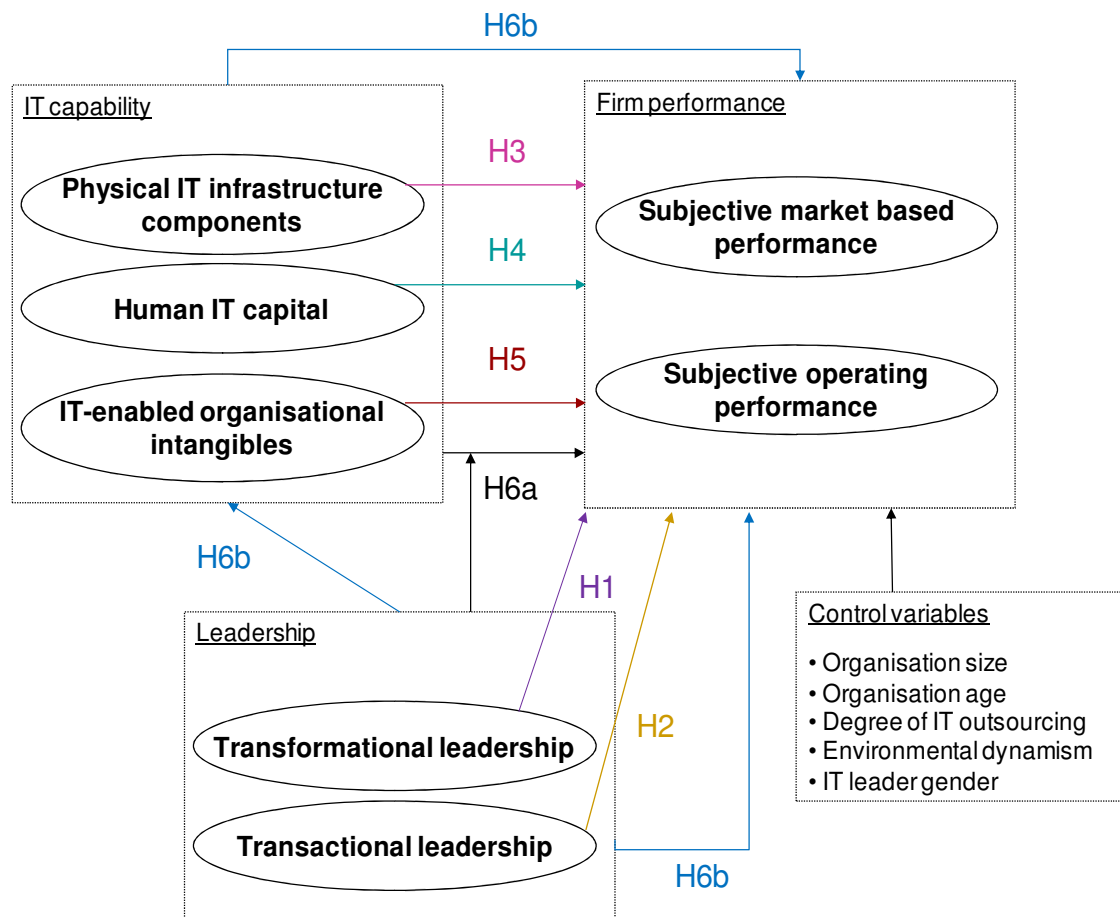 H6b
IT capability
Firm performance
H3
Physical IT infrastructure
components
Subjective market based
performance
H4
Human IT capital
H5
Subjective operating
performance
IT-enabled organisational
intangibles
H6a
H6b
H1
Leadership
Control variables
• Organisation size
• Organisation age
• Degree of IT outsourcing
• Environmental dynamism
• IT leader gender
H2
Transformational leadership
Transactional leadership
H6b